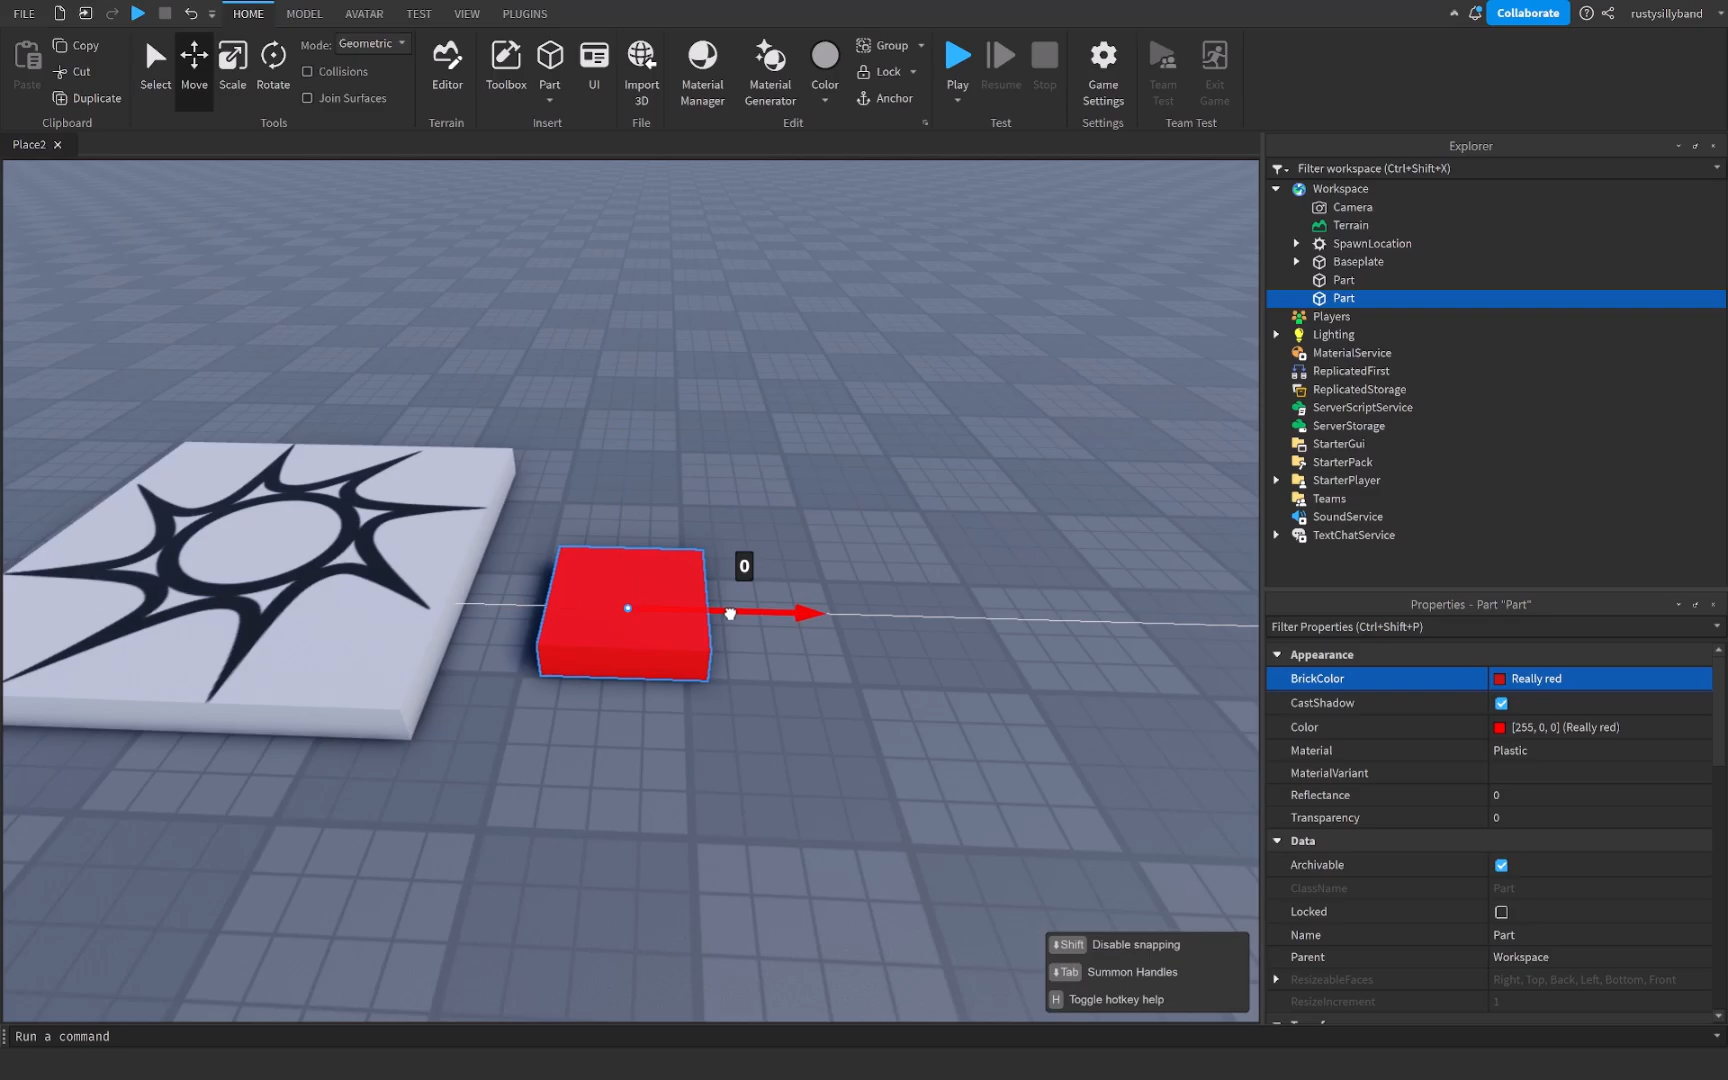 FILE HOME MODEL AVATAR TEST VIEW PLUGINS Collaborate rustysillyband
Paste Copy Cut Duplicate Clipboard
Select Move Scale Rotate Mode: Geometric Collisions Join Surfaces Tools
Editor Terrain
Toolbox Part UI Insert
Import 3D File
Material Manager Material Generator Color Group Lock Anchor Edit
Play Resume Stop Test
Game Settings Settings
Team Test Exit Game Team Test
Place2
0
Shift Disable snapping
Tab Summon Handles
H Toggle hotkey help
Explorer
Filter workspace (Ctrl+Shift+X)
Workspace
Camera
Terrain
SpawnLocation
Baseplate
Part
Part
Players
Lighting
MaterialService
ReplicatedFirst
ReplicatedStorage
ServerScriptService
ServerStorage
StarterGui
StarterPack
StarterPlayer
Teams
SoundService
TextChatService
Properties - Part "Part"
Filter Properties (Ctrl+Shift+P)
Appearance
BrickColor Really red
CastShadow
Color [255, 0, 0] (Really red)
Material Plastic
MaterialVariant
Reflectance 0
Transparency 0
Data
Archivable
ClassName Part
Locked
Name Part
Parent Workspace
ResizeableFaces Right, Top, Back, Left, Bottom, Front
ResizeIncrement 1
Run a command